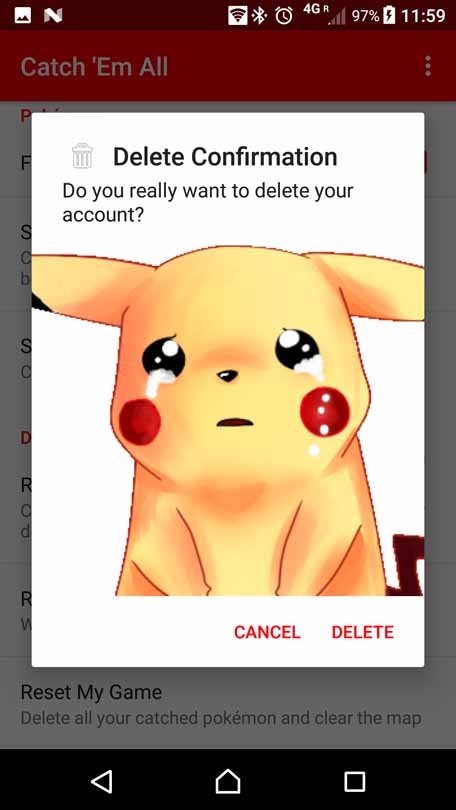 4G R 97% 11:59
Catch 'Em All
Delete Confirmation
Do you really want to delete your
account?
CANCEL DELETE
Reset My Game
Delete all your catched pokémon and clear the map